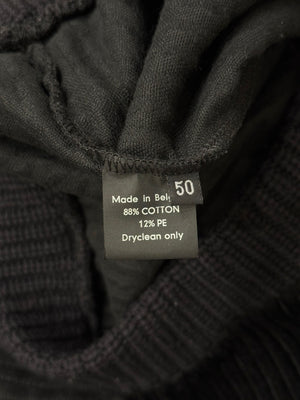 50
Made in Bel
88% COTTON
12% PE
Dryclean only